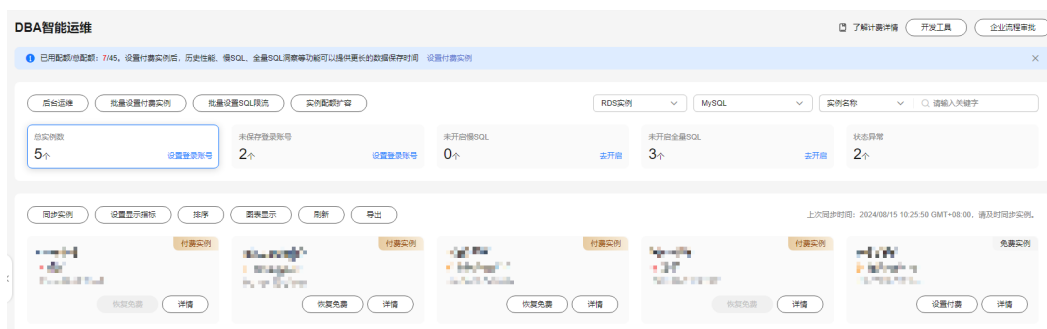 DBA智能运维
了解计费详情 开发工具 企业流程审批
已用配额/总配额：7/45。设置付费实例后，历史性能、慢SQL、全量SQL洞察等功能可以提供更长的数据保存时间 设置付费实例
后台运维 批量设置付费实例 批量设置SQL限流 实例配额扩容 RDS实例 MySQL 实例名称 请输入关键字
总实例数 未保存登录账号 未开启慢SQL 未开启全量SQL 状态异常
5个 设置登录账号 2个 设置登录账号 0个 去开启 3个 去开启 2个
同步实例 设置显示指标 排序 图表显示 刷新 导出 上次同步时间：2024/08/15 10:25:50 GMT+08:00，请及时同步实例。
付费实例 付费实例 付费实例 付费实例 免费实例
恢复免费 详情 恢复免费 详情 恢复免费 详情 恢复免费 详情 设置付费 详情